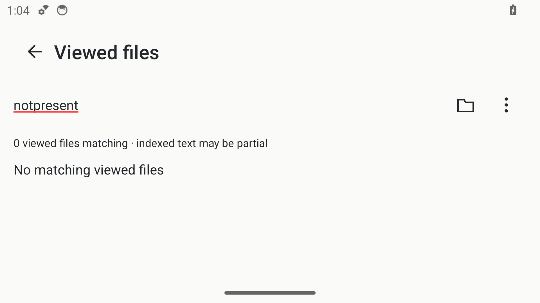 1:04
Viewed files
notpresent
0 viewed files matching · indexed text may be partial
No matching viewed files